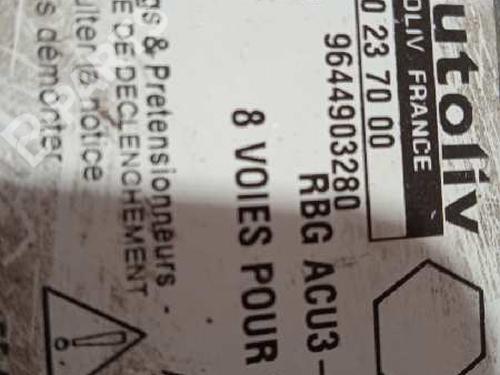 utoliv
OLIV FRANCE
0 23 70 00
9644903280
RBG ACU3-
8 VOIES POUR
gs & Pretensionneurs.
E DE DECLENCHEMENT
ulter la notice
s démonter